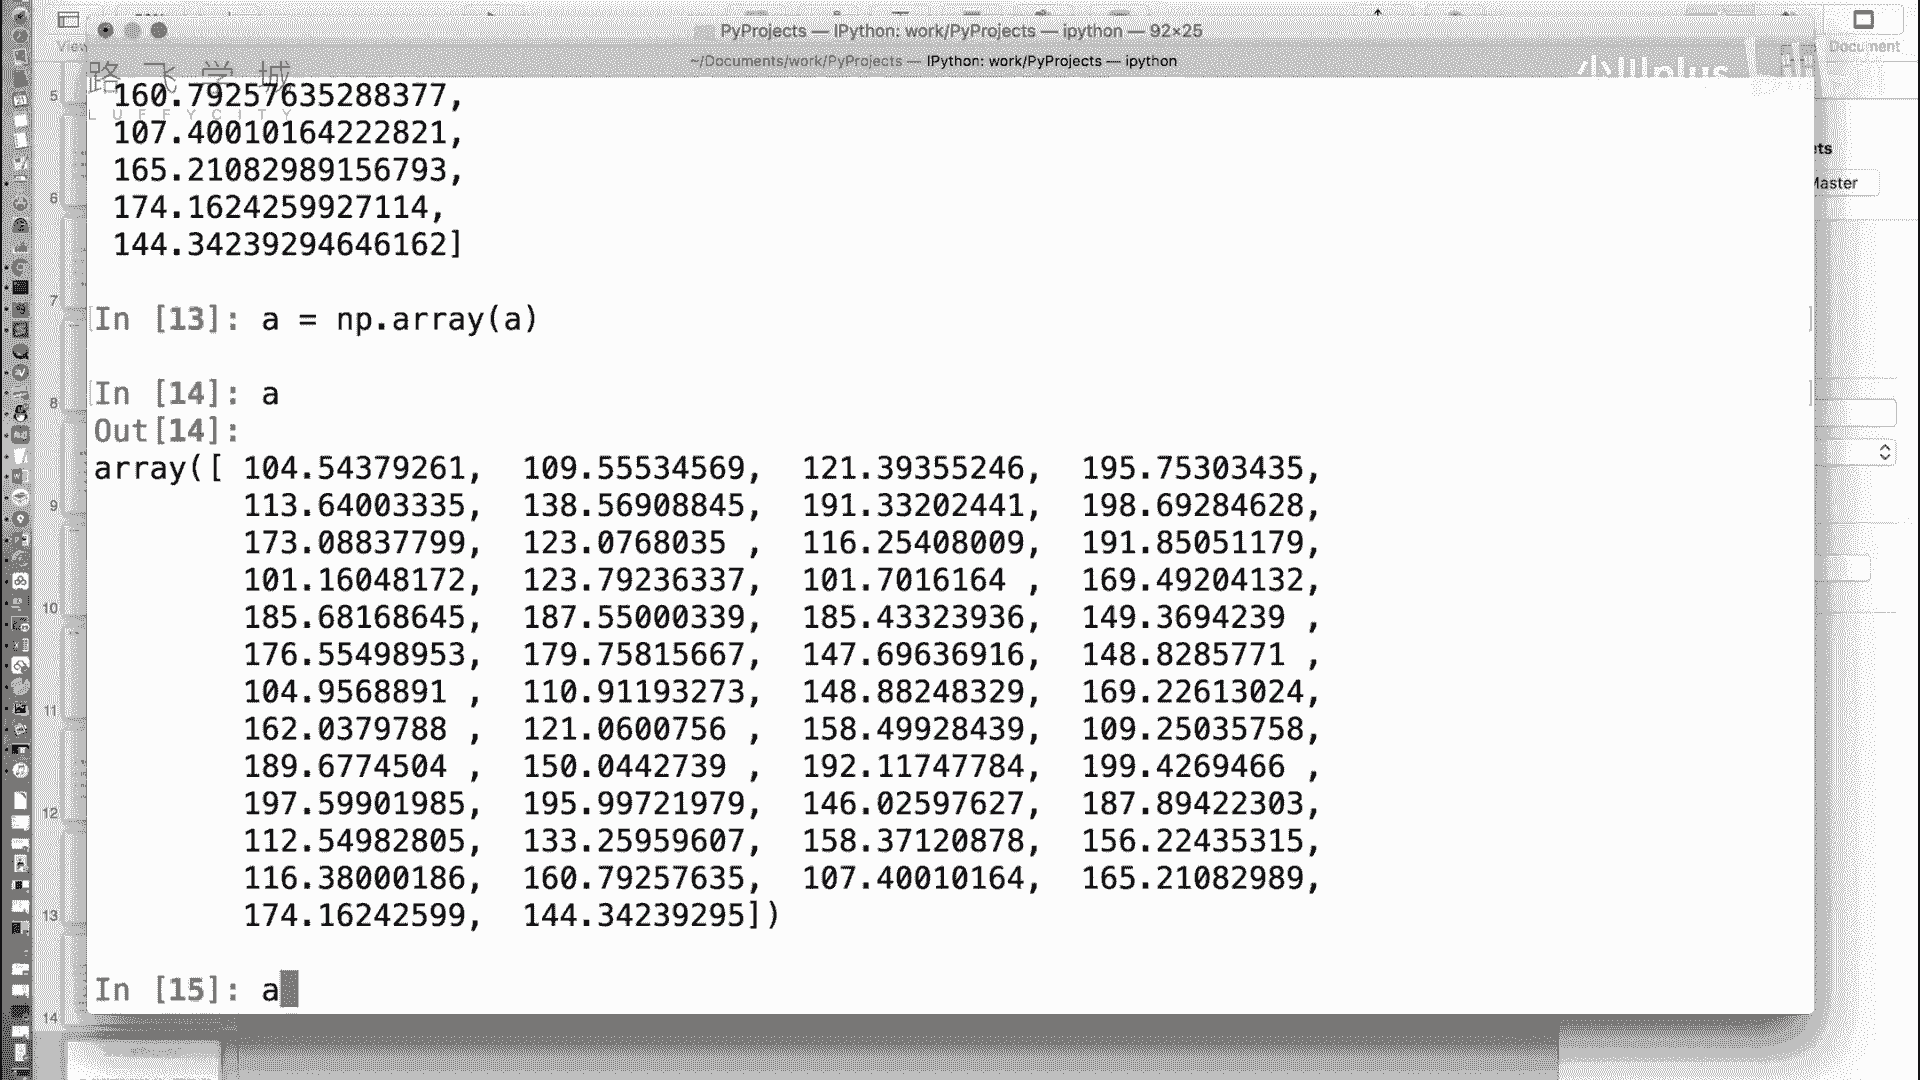 PyProjects — IPython: work/PyProjects — ipython — 92×25
~/Documents/work/PyProjects — IPython: work/PyProjects — ipython
Document
路飞学城
LUFFYCITY
plus
Master
160.79257635288377,
107.40010164222821,
165.21082989156793,
174.1624259927114,
144.34239294646162]
In [13]: a = np.array(a)
In [14]: a
Out[14]:
array([ 104.54379261, 109.55534569, 121.39355246, 195.75303435,
113.64003335, 138.56908845, 191.33202441, 198.69284628,
173.08837799, 123.0768035 , 116.25408009, 191.85051179,
101.16048172, 123.79236337, 101.7016164 , 169.49204132,
185.68168645, 187.55000339, 185.43323936, 149.3694239 ,
176.55498953, 179.75815667, 147.69636916, 148.8285771 ,
104.9568891 , 110.91193273, 148.88248329, 169.22613024,
162.0379788 , 121.0600756 , 158.49928439, 109.25035758,
189.6774504 , 150.0442739 , 192.11747784, 199.4269466 ,
197.59901985, 195.99721979, 146.02597627, 187.89422303,
112.54982805, 133.25959607, 158.37120878, 156.22435315,
116.38000186, 160.79257635, 107.40010164, 165.21082989,
174.16242599, 144.34239295])
In [15]: a
5
6
7
8
9
10
11
12
13
14